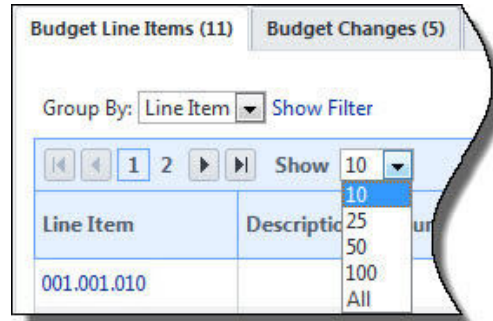 Budget Line Items (11) Budget Changes (5)
Group By: Line Item Show Filter
1 2 Show 10
10
Line Item 25
50
001.001.010 100
All